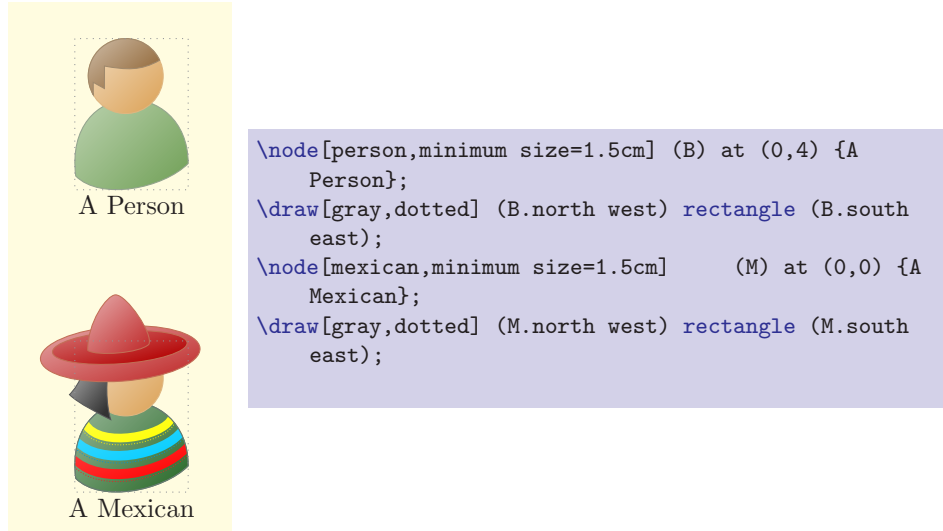 A Person
A Mexican
\node[person,minimum size=1.5cm] (B) at (0,4) {A
Person};
\draw[gray,dotted] (B.north west) rectangle (B.south
east);
\node[mexican,minimum size=1.5cm] (M) at (0,0) {A
Mexican};
\draw[gray,dotted] (M.north west) rectangle (M.south
east);